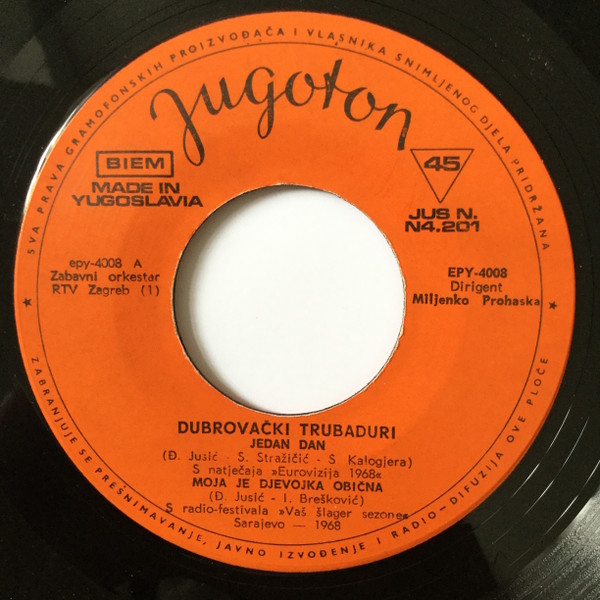 SVA PRAVA GRAMOFONSKIH PROIZVOĐAČA I VLASNIKA SNIMLJENOG DJELA PRIDRŽANA
Jugoton
BIEM
MADE IN
YUGOSLAVIA
45
JUS N.
N4.201
epy-4008 A
Zabavni orkestar
RTV Zagreb (1)
EPY-4008
Dirigent
Miljenko Prohaska
DUBROVAČKI TRUBADURI
JEDAN DAN
(Đ. Jusić - S. Stražičić - S. Kalogjera)
S natječaja »Eurovizija 1968«
MOJA JE DJEVOJKA OBIČNA
(Đ. Jusić - I. Brešković)
S radio-festivala »Vaš šlager sezone«
Sarajevo — 1968
ZABRANJUJE SE PRESNIMAVANJE, JAVNO IZVOĐENJE I RADIO-DIFUZIJA OVE PLOČE